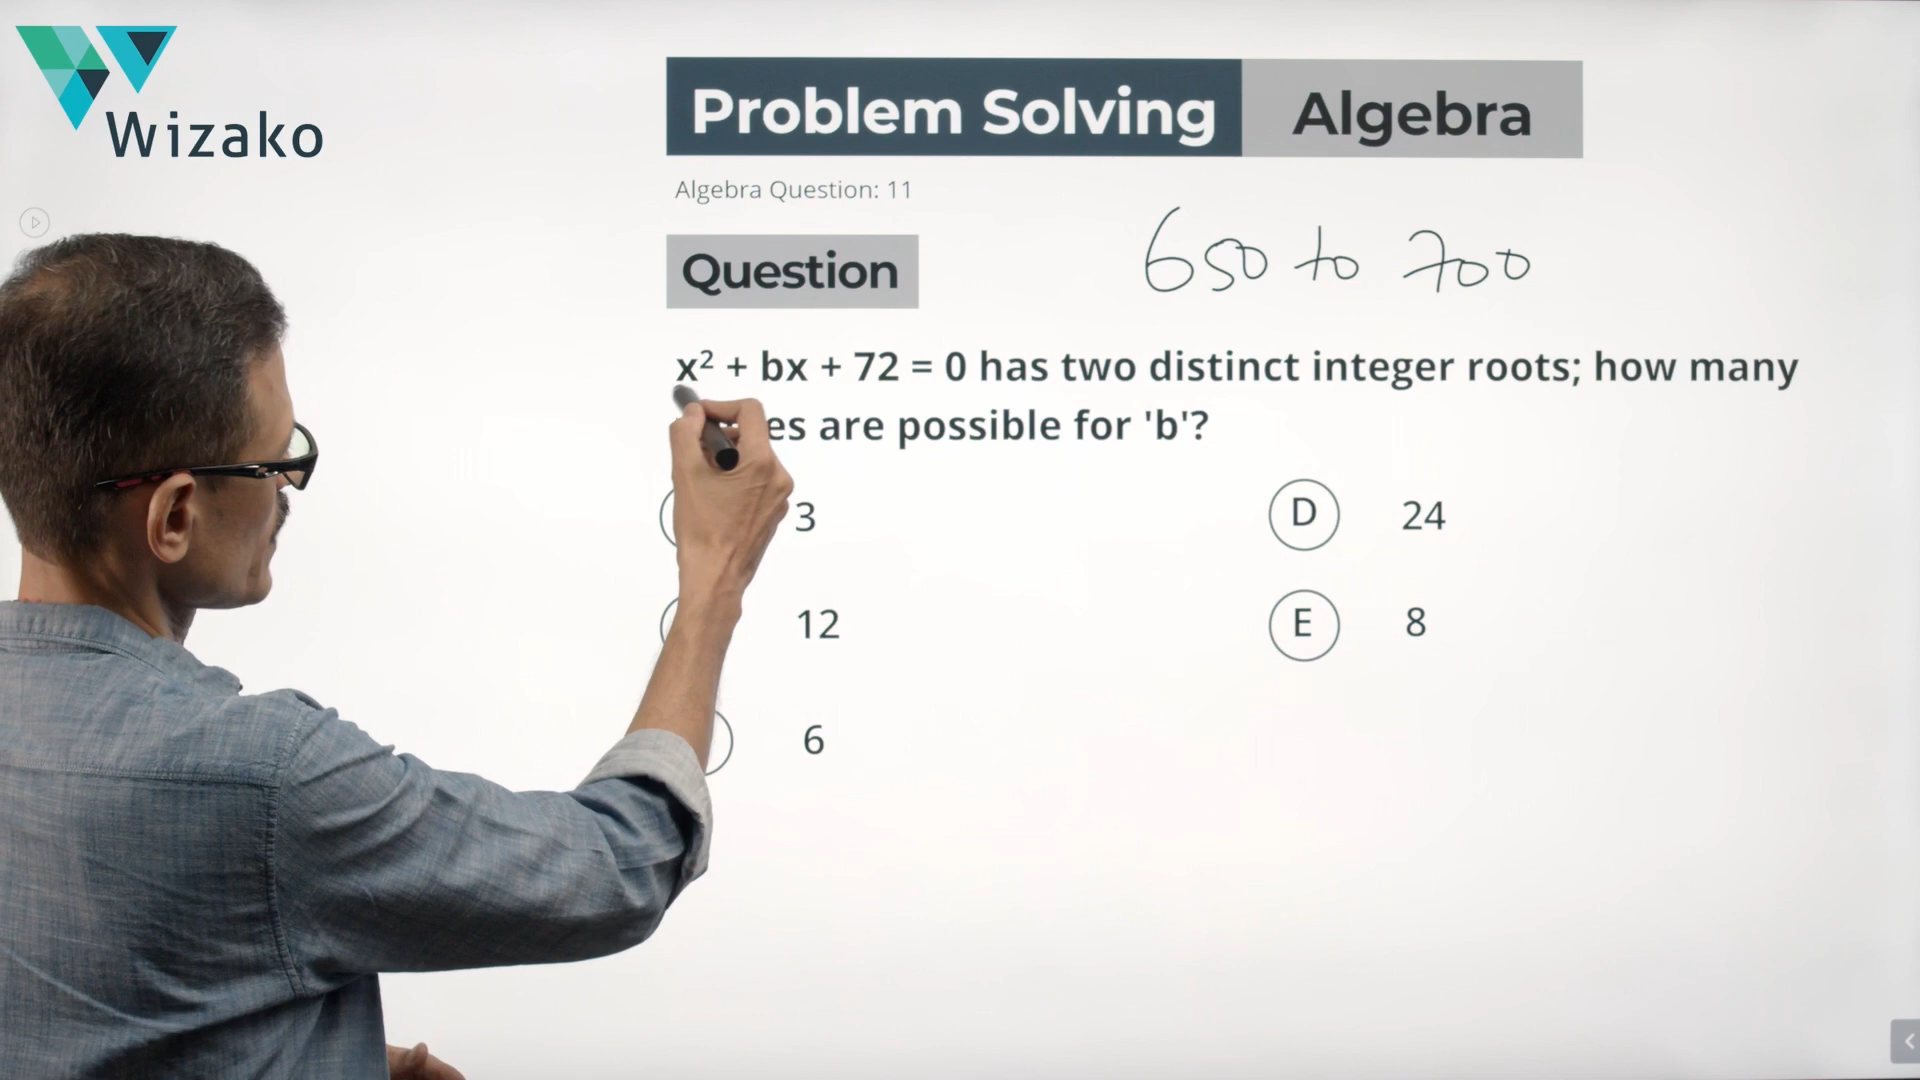 Wizako
Problem Solving Algebra
Algebra Question: 11
650 to 700
Question
x² + bx + 72 = 0 has two distinct integer roots; how many
es are possible for 'b'?
3
D 24
12
E 8
6